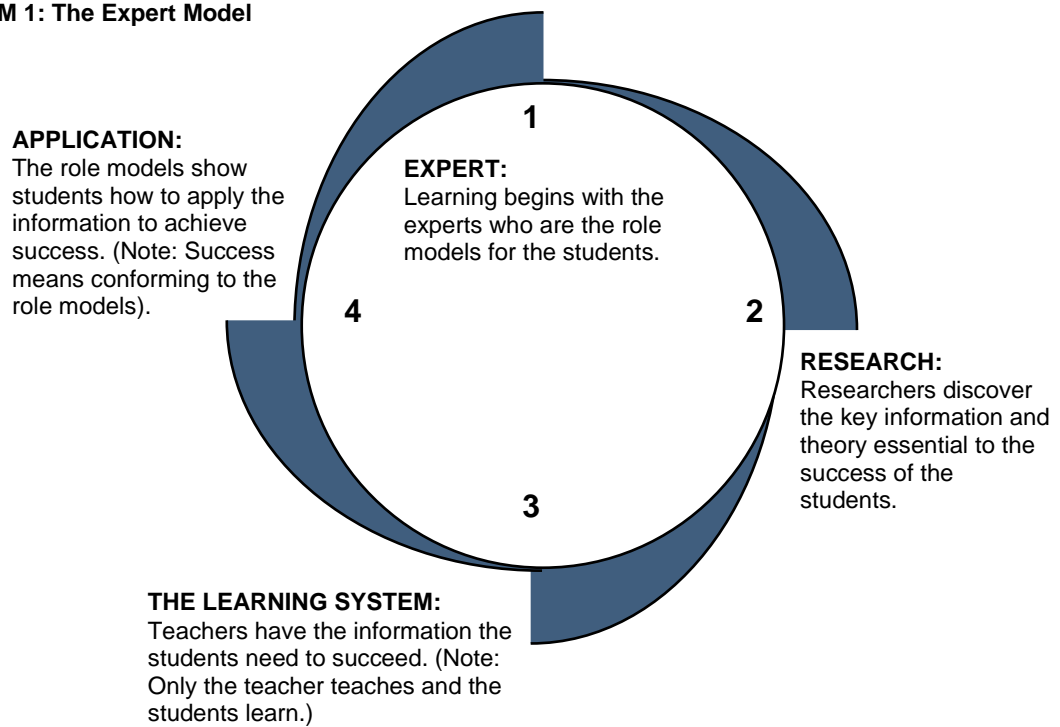 M 1: The Expert Model
1
EXPERT:
Learning begins with the
experts who are the role
models for the students.
2
RESEARCH:
Researchers discover
the key information and
theory essential to the
success of the
students.
3
THE LEARNING SYSTEM:
Teachers have the information the
students need to succeed. (Note:
Only the teacher teaches and the
students learn.)
4
APPLICATION:
The role models show
students how to apply the
information to achieve
success. (Note: Success
means conforming to the
role models).